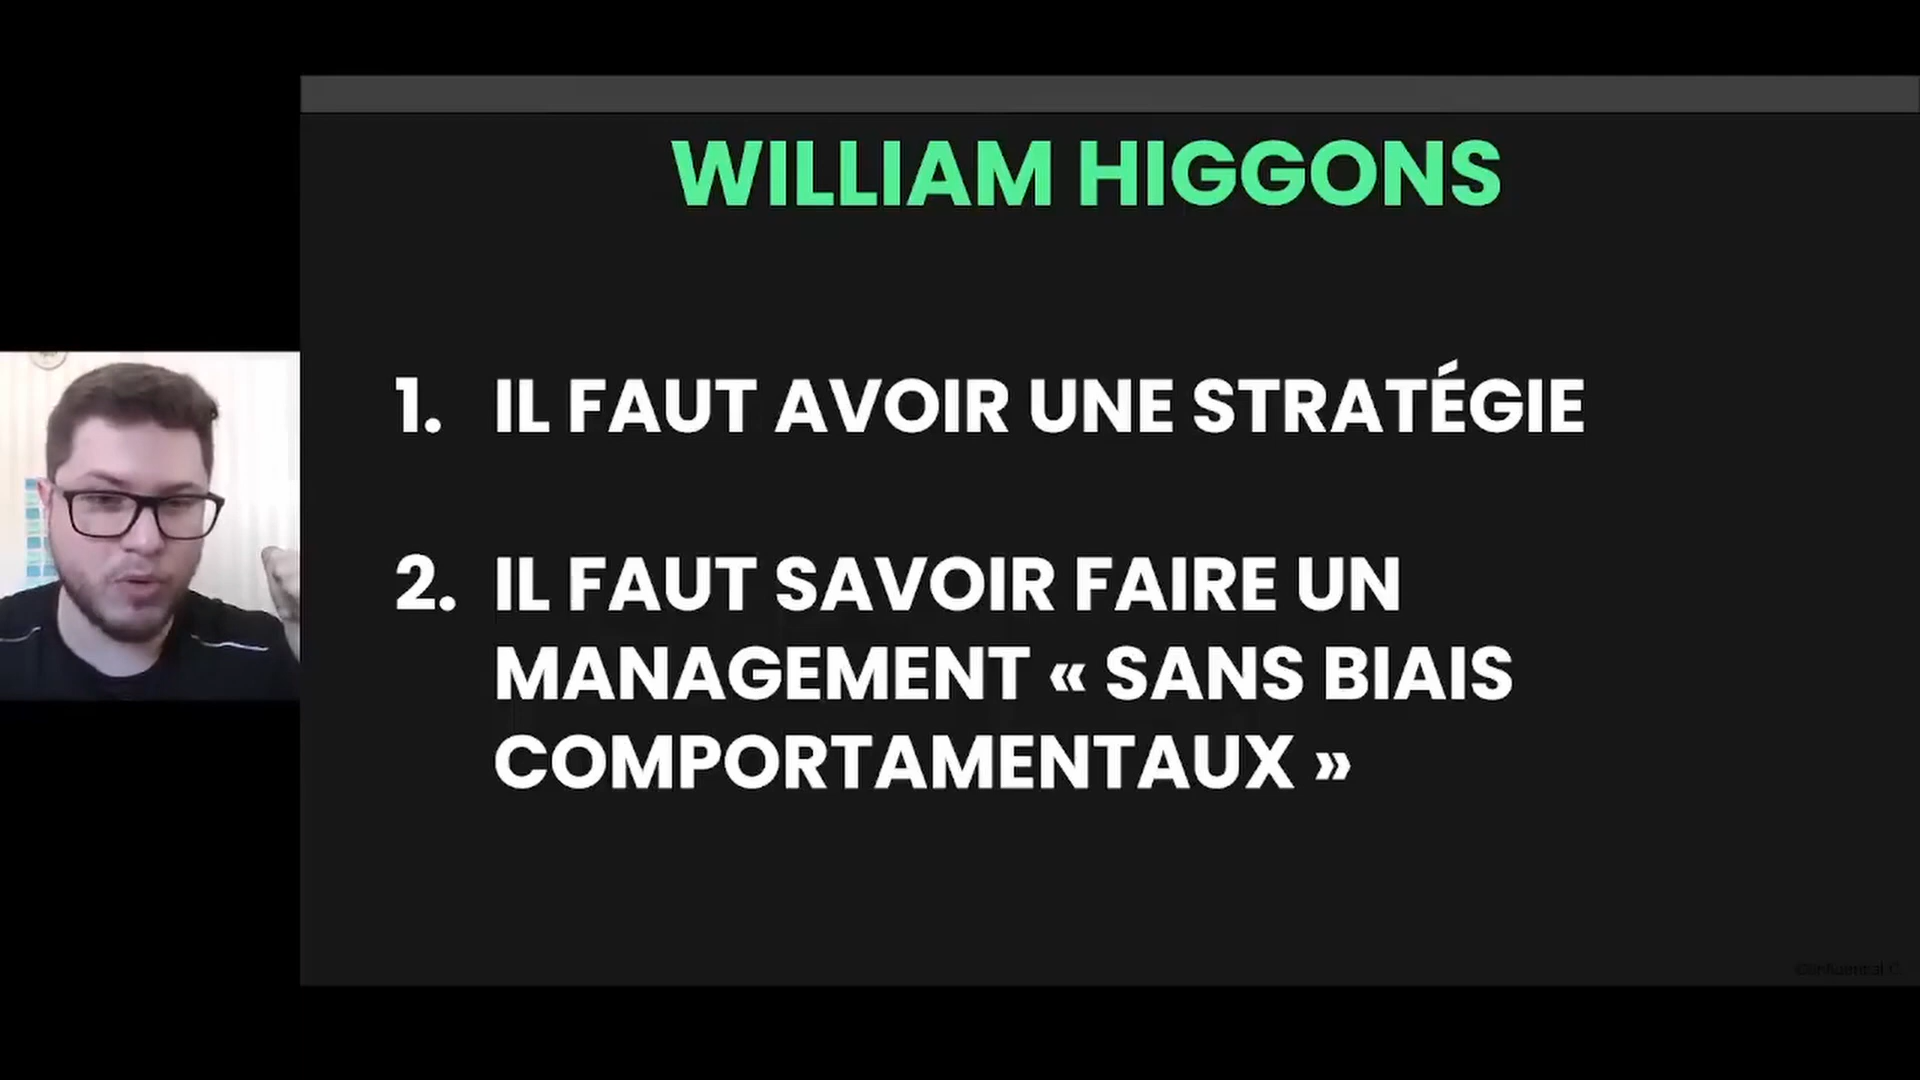 WILLIAM HIGGONS
1. IL FAUT AVOIR UNE STRATÉGIE
2. IL FAUT SAVOIR FAIRE UN
MANAGEMENT « SANS BIAIS
COMPORTAMENTAUX »